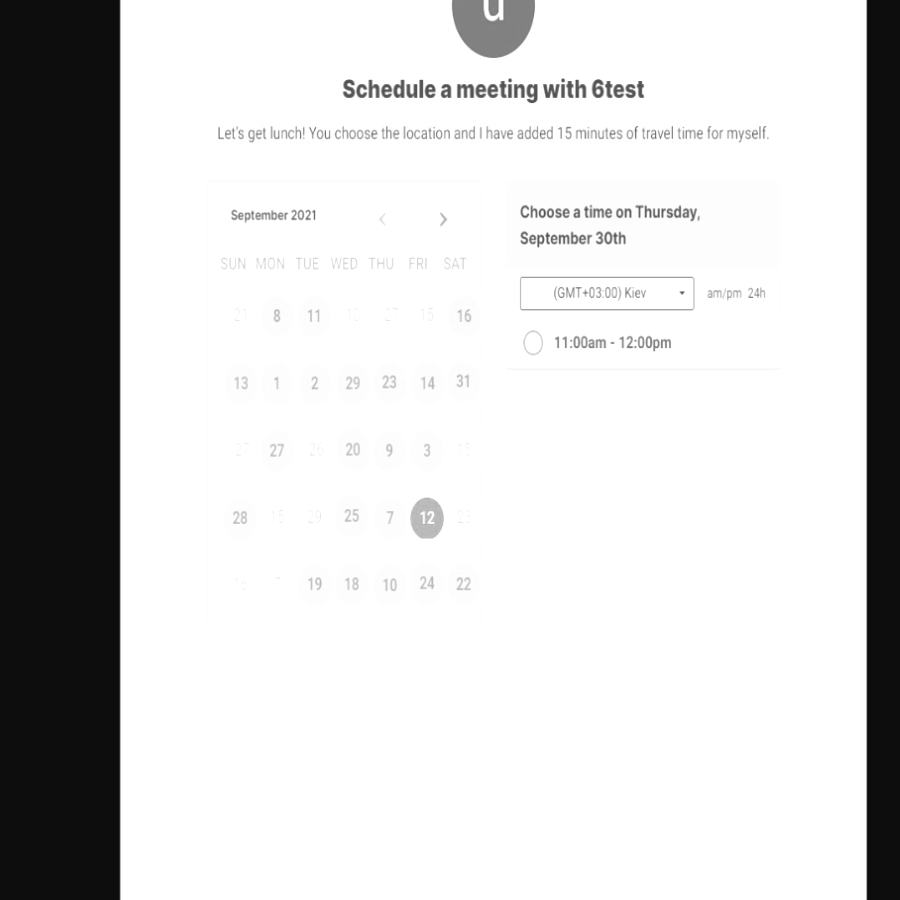 u
Schedule a meeting with 6test
Let's get lunch! You choose the location and I have added 15 minutes of travel time for myself.
September 2021
SUN MON TUE WED THU FRI SAT
21 8 11 27 15 16
13 1 2 29 23 14 31
27 27 26 20 9 3 15
28 15 29 25 7 12 23
19 18 10 24 22
Choose a time on Thursday,
September 30th
(GMT+03:00) Kiev am/pm 24h
11:00am - 12:00pm